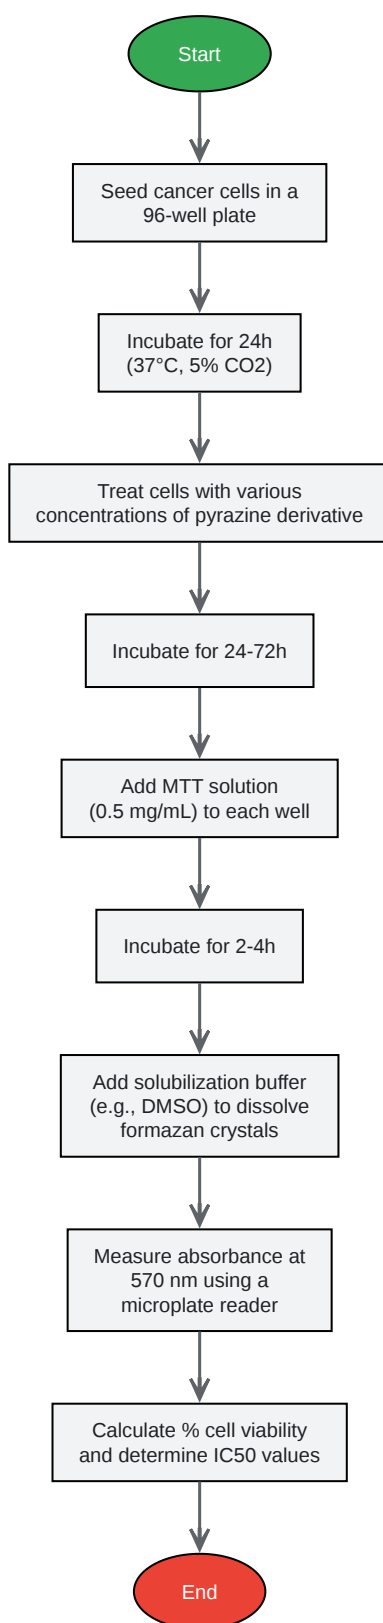 Start
Seed cancer cells in a
96-well plate
Incubate for 24h
(37°C, 5% CO2)
Treat cells with various
concentrations of pyrazine derivative
Incubate for 24-72h
Add MTT solution
(0.5 mg/mL) to each well
Incubate for 2-4h
Add solubilization buffer
(e.g., DMSO) to dissolve
formazan crystals
Measure absorbance at
570 nm using a
microplate reader
Calculate % cell viability
and determine IC50 values
End